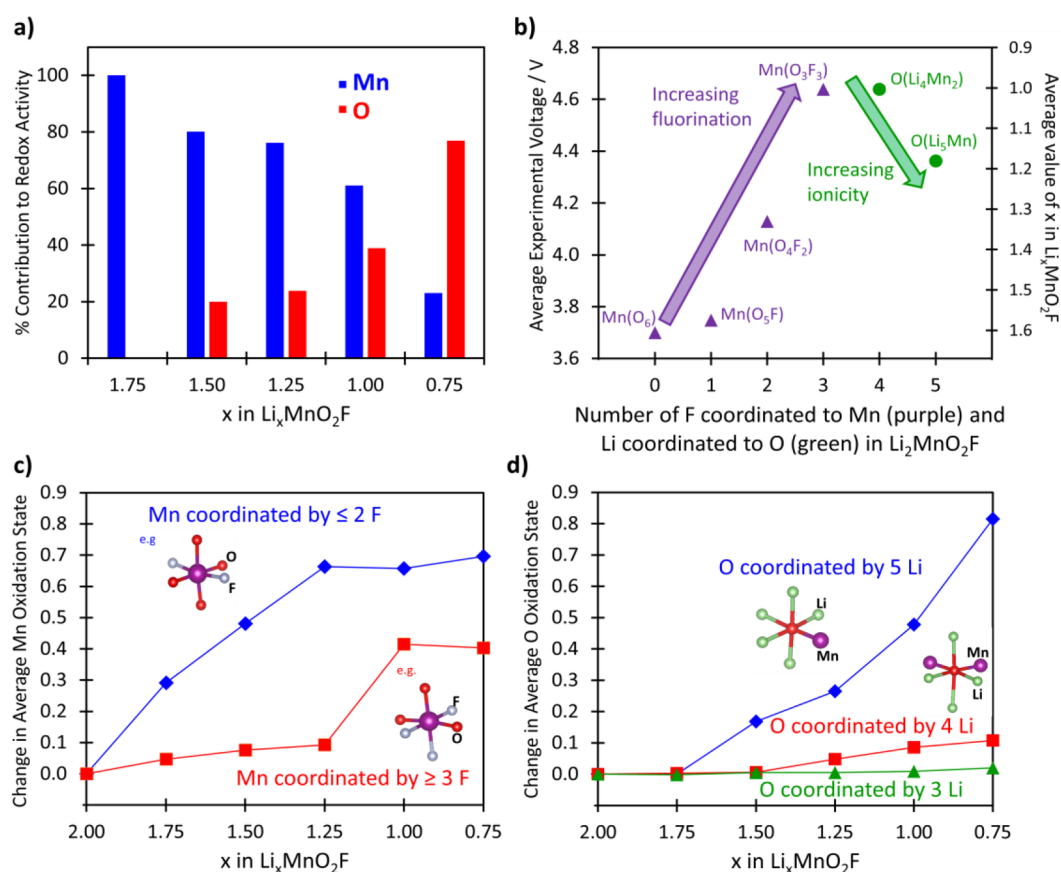 a)
% Contribution to Redox Activity
100
80
60
40
20
0
Mn
O
1.75
1.50
1.25
1.00
0.75
x in LiₓMnO₂F
b)
Average Experimental Voltage / V
4.8
4.6
4.4
4.2
4.0
3.8
3.6
Increasing
fluorination
Mn(O₃F₃)
O(Li₄Mn₂)
O(Li₅Mn)
Increasing
ionicity
Mn(O₄F₂)
Mn(O₆)
Mn(O₅F)
0.9
1.0
1.1
1.2
1.3
1.4
1.5
1.6
Average value of x in LiₓMnO₂F
0
1
2
3
4
5
6
Number of F coordinated to Mn (purple) and
Li coordinated to O (green) in Li₂MnO₂F
c)
Change in Average Mn Oxidation State
0.9
0.8
0.7
0.6
0.5
0.4
0.3
0.2
0.1
0.0
Mn coordinated by ≤ 2 F
e.g
O
F
e.g.
F
O
Mn coordinated by ≥ 3 F
2.00
1.75
1.50
1.25
1.00
0.75
x in LiₓMnO₂F
d)
Change in Average O Oxidation State
0.9
0.8
0.7
0.6
0.5
0.4
0.3
0.2
0.1
0.0
O coordinated by 5 Li
Li
Mn
Mn
Li
O coordinated by 4 Li
O coordinated by 3 Li
2.00
1.75
1.50
1.25
1.00
0.75
x in LiₓMnO₂F